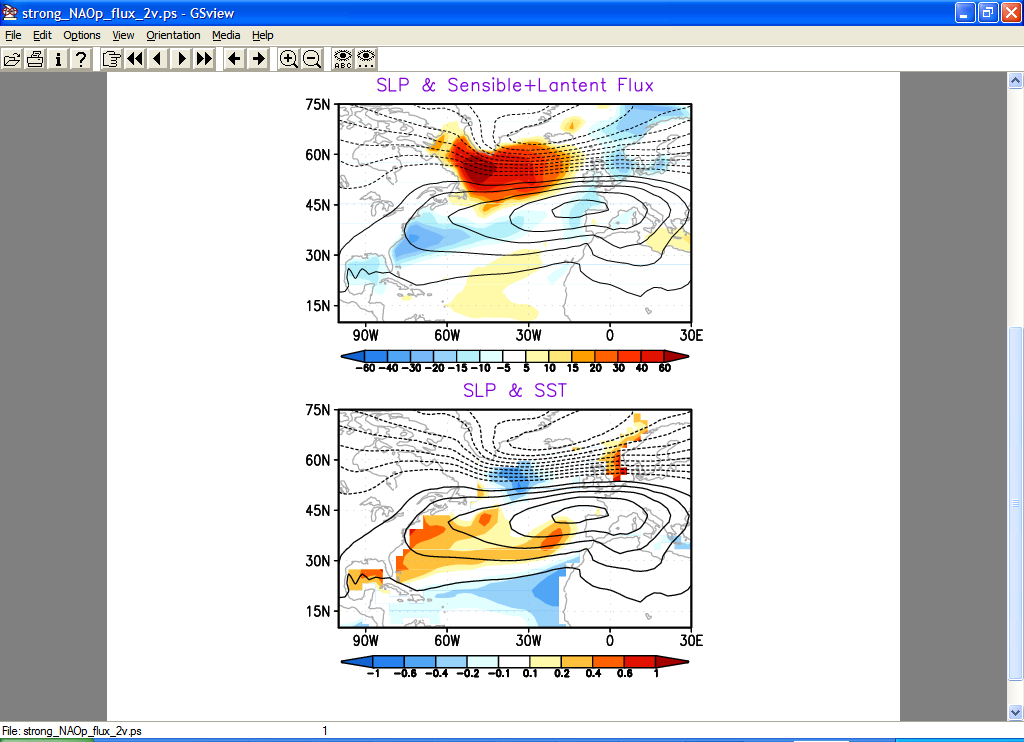 strong_NAOp_flux_2v.ps - GSview
File Edit Options View Orientation Media Help
ABC
SLP & Sensible+Lantent Flux
75N
60N
45N
30N
15N
90W 60W 30W 0 30E
-60 -40 -30 -20 -15 -10 -5 5 10 15 20 30 40 60
SLP & SST
75N
60N
45N
30N
15N
90W 60W 30W 0 30E
-1 -0.6 -0.4 -0.2 -0.1 0.1 0.2 0.4 0.6 1
File: strong_NAOp_flux_2v.ps 1